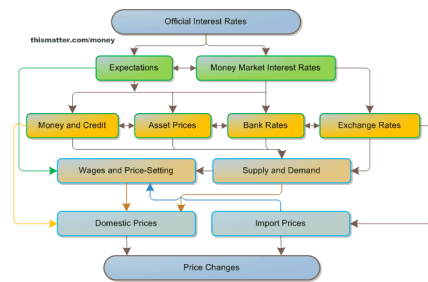 Official Interest Rates
thismatter.com/money
Expectations
Money Market Interest Rates
Money and Credit
Asset Prices
Bank Rates
Exchange Rates
Wages and Price-Setting
Supply and Demand
Domestic Prices
Import Prices
Price Changes